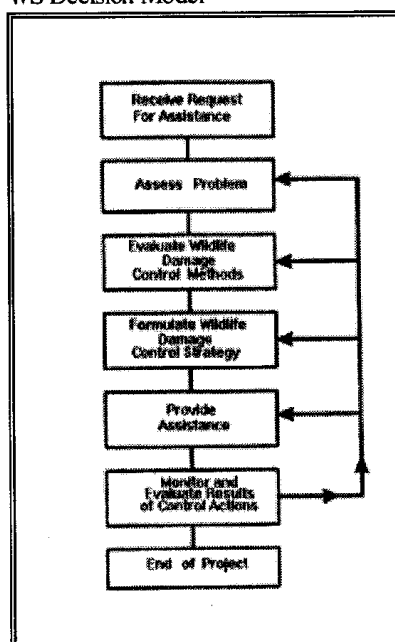 WS Decision Model
Receive Request
For Assistance
Assess Problem
Evaluate Wildlife
Damage
Control Methods
Formulate Wildlife
Damage
Control Strategy
Provide
Assistance
Monitor and
Evaluate Results
of Control Actions
End of Project